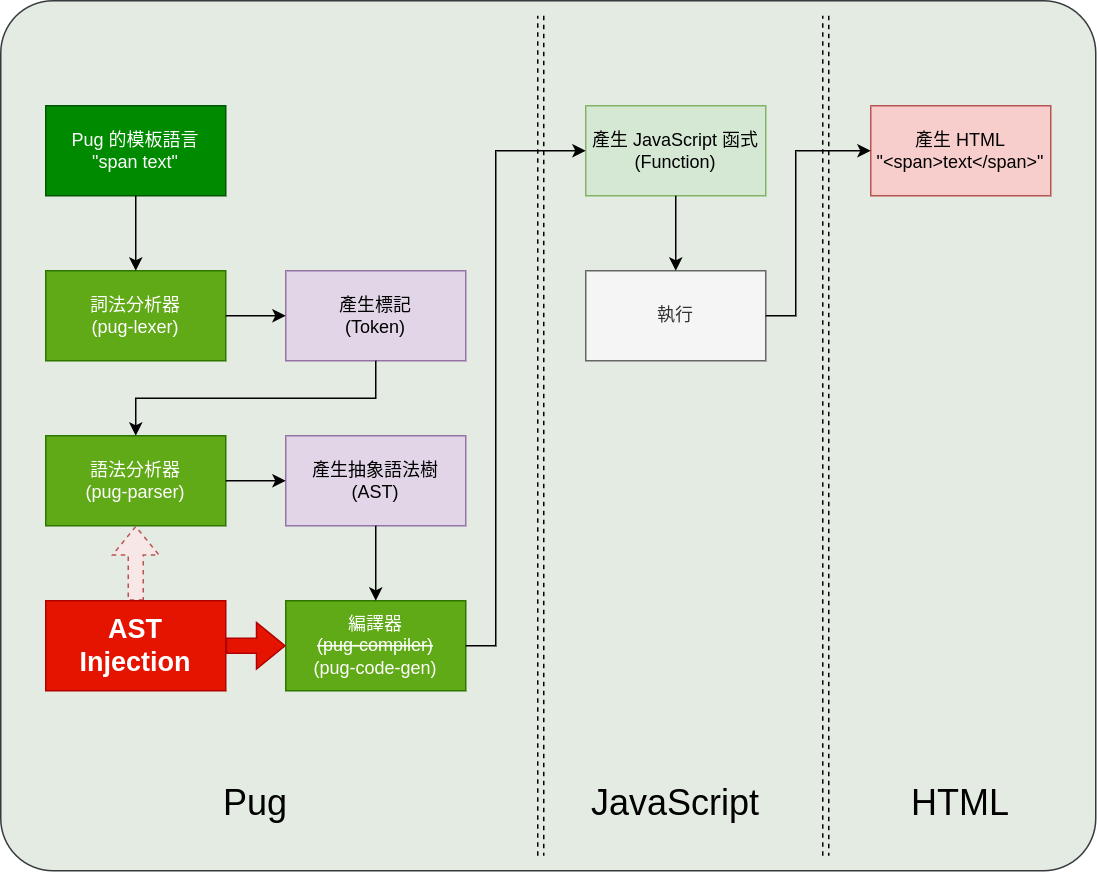 Pug 的模板語言
"span text"
詞法分析器
(pug-lexer)
產生標記
(Token)
語法分析器
(pug-parser)
產生抽象語法樹
(AST)
AST
Injection
編譯器
(pug-compiler)
(pug-code-gen)
產生 JavaScript 函式
(Function)
執行
產生 HTML
"<span>text</span>"
Pug
JavaScript
HTML